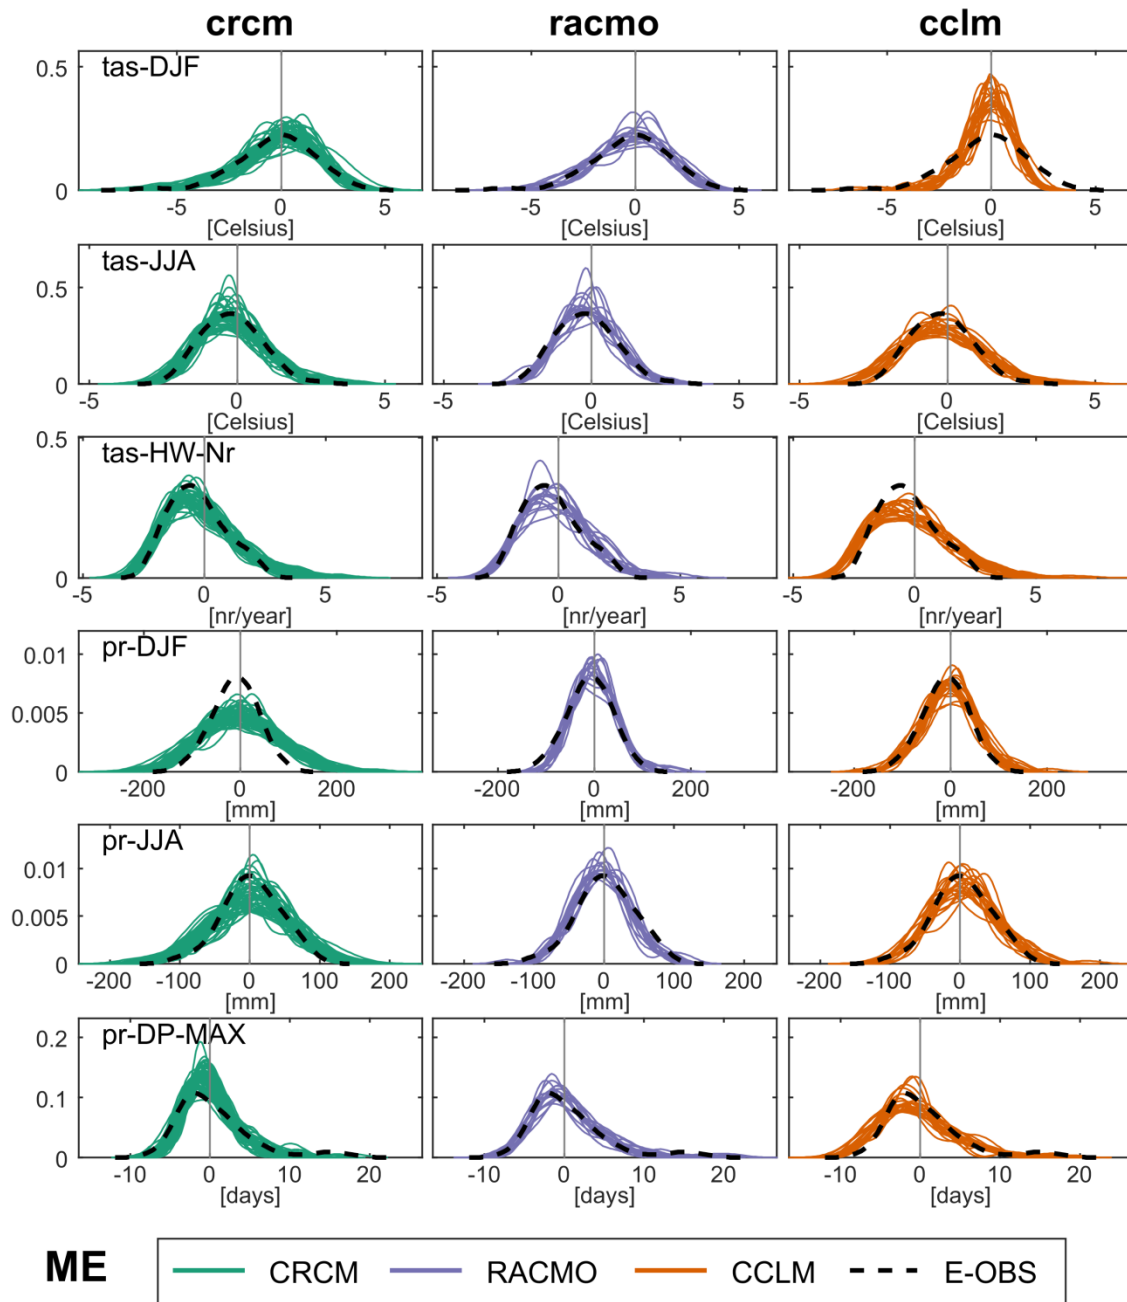 crcm racmo cclm
tas-DJF
0.5
0
-5 0 5 -5 0 5 -5 0 5
[Celsius] [Celsius] [Celsius]
tas-JJA
0.5
0
-5 0 5 -5 0 5 -5 0 5
[Celsius] [Celsius] [Celsius]
tas-HW-Nr
0.5
0
-5 0 5 -5 0 5 -5 0 5
[nr/year] [nr/year] [nr/year]
pr-DJF
0.01
0.005
0
-200 0 200 -200 0 200 -200 0 200
[mm] [mm] [mm]
pr-JJA
0.01
0.005
0
-200 -100 0 100 200 -200 -100 0 100 200 -200 -100 0 100 200
[mm] [mm] [mm]
pr-DP-MAX
0.2
0.1
0
-10 0 10 20 -10 0 10 20 -10 0 10 20
[days] [days] [days]
ME CRCM RACMO CCLM E-OBS